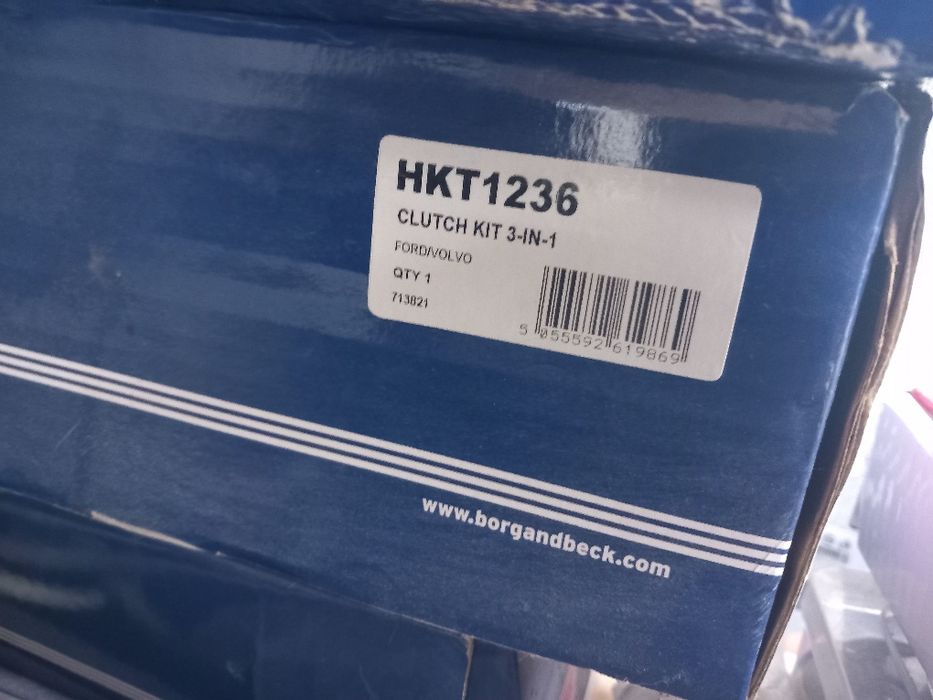 HKT1236
CLUTCH KIT 3-IN-1
FORD/VOLVO
QTY 1
713821
5 055592 619869
www.borgandbeck.com